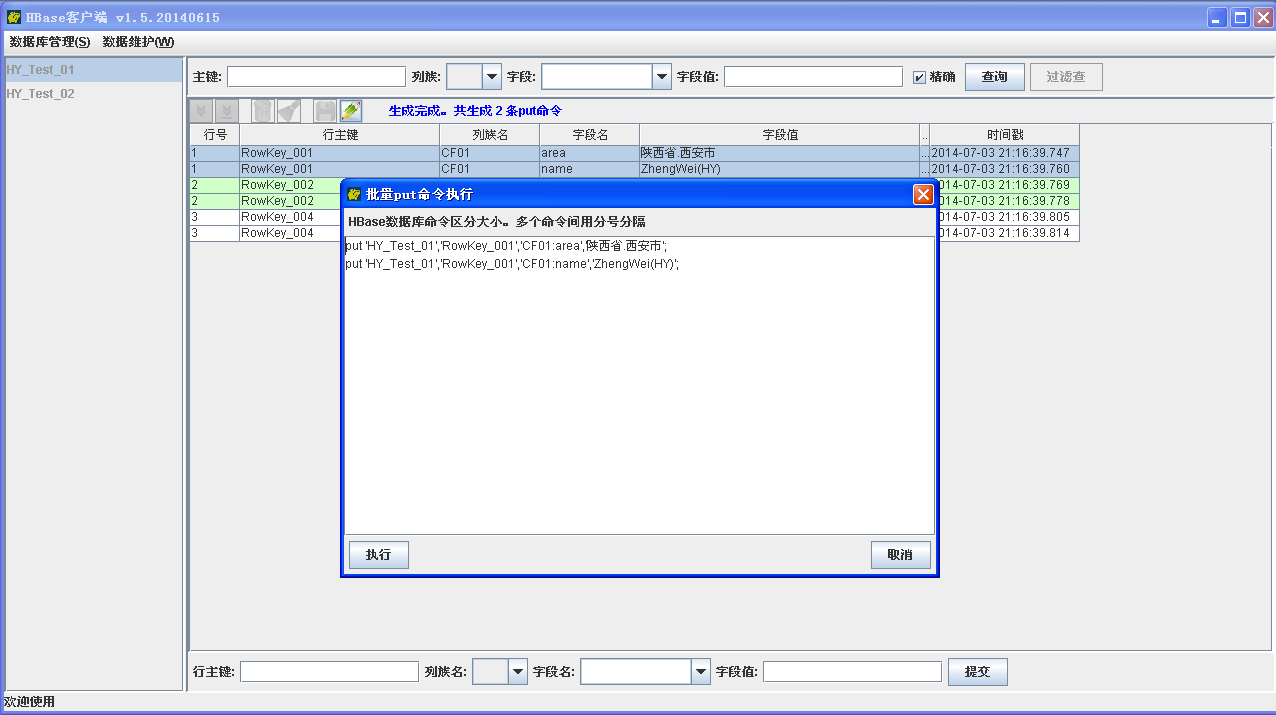 HBase客户端 v1.5.20140615
数据库管理(S) 数据维护(W)
HY_Test_01
HY_Test_02
主键: 列族: 字段: 字段值: 精确 查询 过滤查
生成完成。共生成 2 条put命令
行号 行主键 列族名 字段名 字段值 .. 时间戳
1 RowKey_001 CF01 area 陕西省.西安市 ... 2014-07-03 21:16:39.747
1 RowKey_001 CF01 name ZhengWei(HY) ... 2014-07-03 21:16:39.760
2 RowKey_002 014-07-03 21:16:39.769
2 RowKey_002 014-07-03 21:16:39.778
3 RowKey_004 014-07-03 21:16:39.805
3 RowKey_004 014-07-03 21:16:39.814
批量put命令执行
HBase数据库命令区分大小。多个命令间用分号分隔
put 'HY_Test_01','RowKey_001','CF01:area','陕西省.西安市';
put 'HY_Test_01','RowKey_001','CF01:name','ZhengWei(HY)';
执行 取消
行主键: 列族名: 字段名: 字段值: 提交
欢迎使用